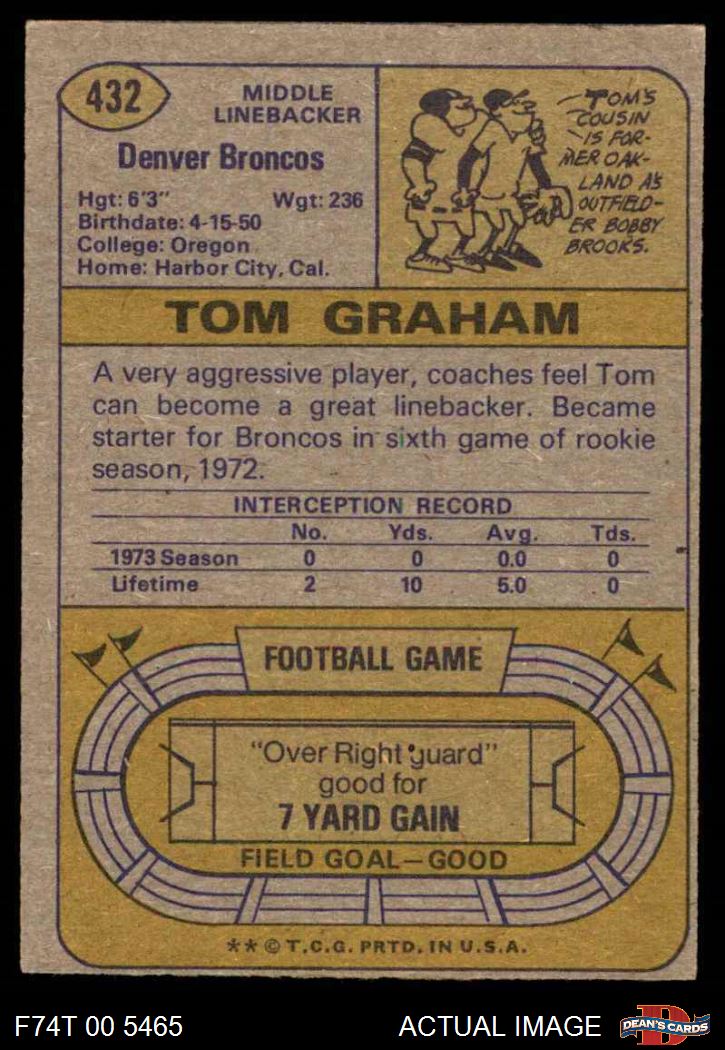 432
MIDDLE
LINEBACKER
Denver Broncos
Hgt: 6'3" Wgt: 236
Birthdate: 4-15-50
College: Oregon
Home: Harbor City, Cal.
TOM'S
COUSIN
IS FOR-
MER OAK-
LAND A'S
OUTFIELD-
ER BOBBY
BROOKS.
TOM GRAHAM
A very aggressive player, coaches feel Tom
can become a great linebacker. Became
starter for Broncos in sixth game of rookie
season, 1972.
INTERCEPTION RECORD
No. Yds. Avg. Tds.
1973 Season 0 0 0.0 0
Lifetime 2 10 5.0 0
FOOTBALL GAME
"Over Right guard"
good for
7 YARD GAIN
FIELD GOAL—GOOD
** © T.C.G. PRTD. IN U.S.A.
F74T 00 5465 ACTUAL IMAGE
D
DEAN'S CARDS